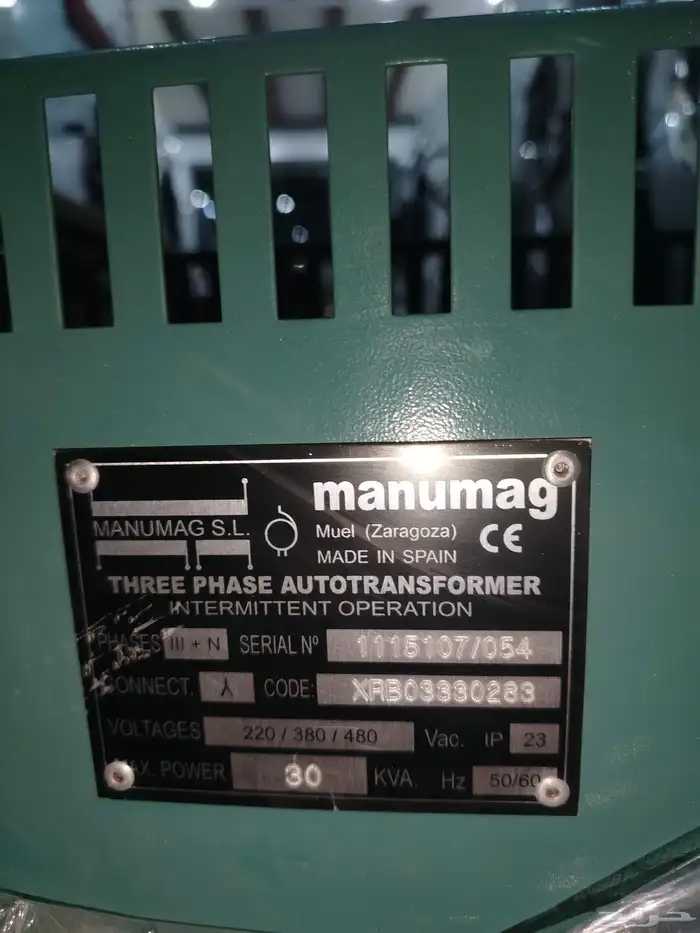 manumag
MANUMAG S.L.
Muel (Zaragoza)
CE
MADE IN SPAIN
THREE PHASE AUTOTRANSFORMER
INTERMITTENT OPERATION
PHASES III + N SERIAL Nº 1115107/054
CONNECT. CODE: XRB03330283
VOLTAGES 220 / 380 / 480 Vac. IP 23
MAX. POWER 30 KVA. Hz 50/60
حراج